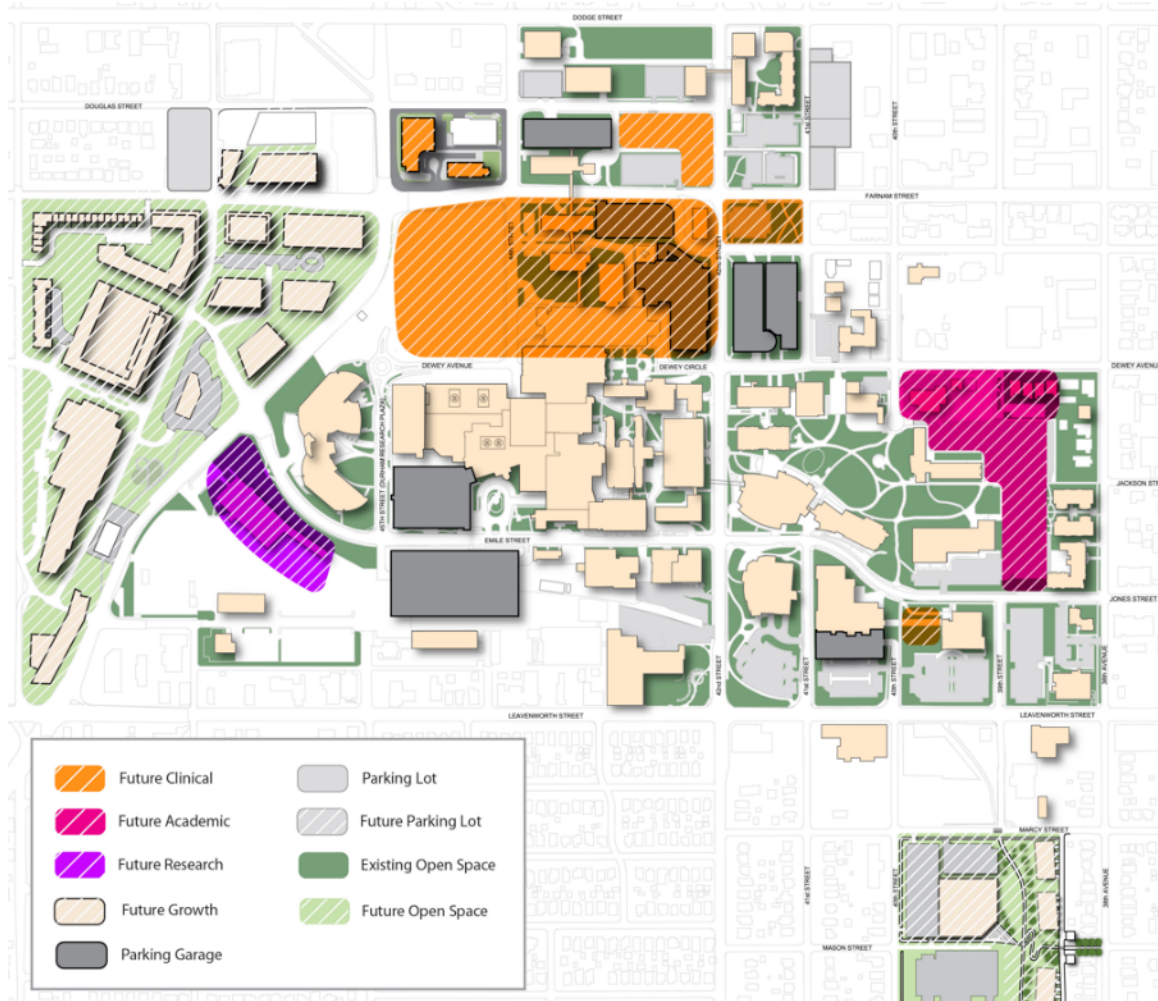 DODGE STREET
DOUGLAS STREET
41st STREET
40th STREET
FARNAM STREET
44th STREET
42nd STREET
DEWEY AVENUE
DEWEY CIRCLE
DEWEY AVENUE
45TH STREET (DURHAM RESEARCH PLAZA)
JACKSON ST
EMILE STREET
JONES STREET
42nd STREET
41st STREET
40th STREET
39th STREET
38th AVENUE
LEAVENWORTH STREET
LEAVENWORTH STREET
Future Clinical
Parking Lot
Future Academic
Future Parking Lot
Future Research
Existing Open Space
Future Growth
Future Open Space
Parking Garage
MARCY STREET
41st STREET
40th STREET
38th AVENUE
MASON STREET